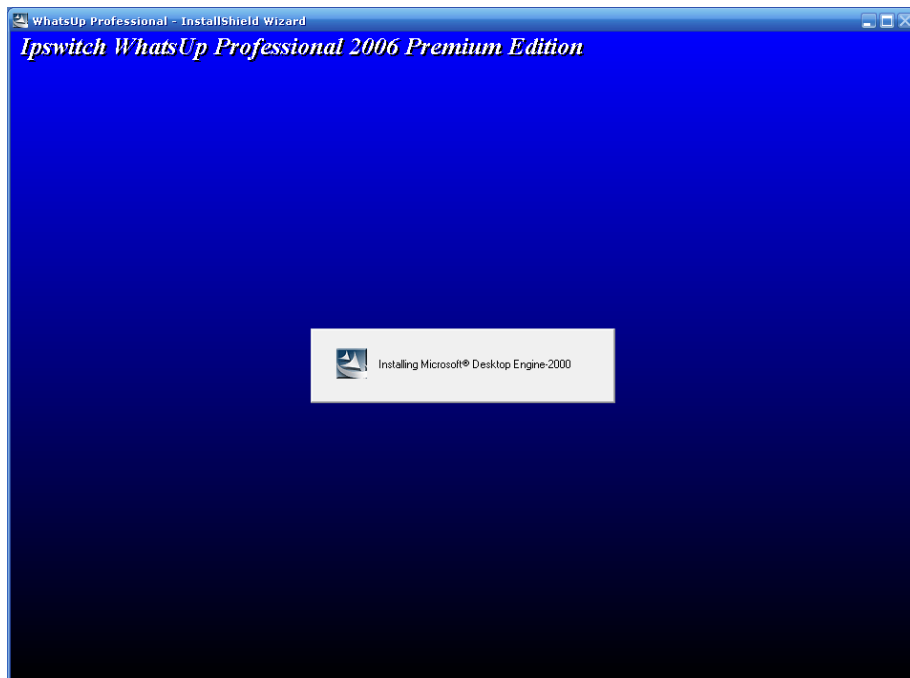 WhatsUp Professional - InstallShield Wizard
Ipswitch WhatsUp Professional 2006 Premium Edition
Installing Microsoft® Desktop Engine-2000